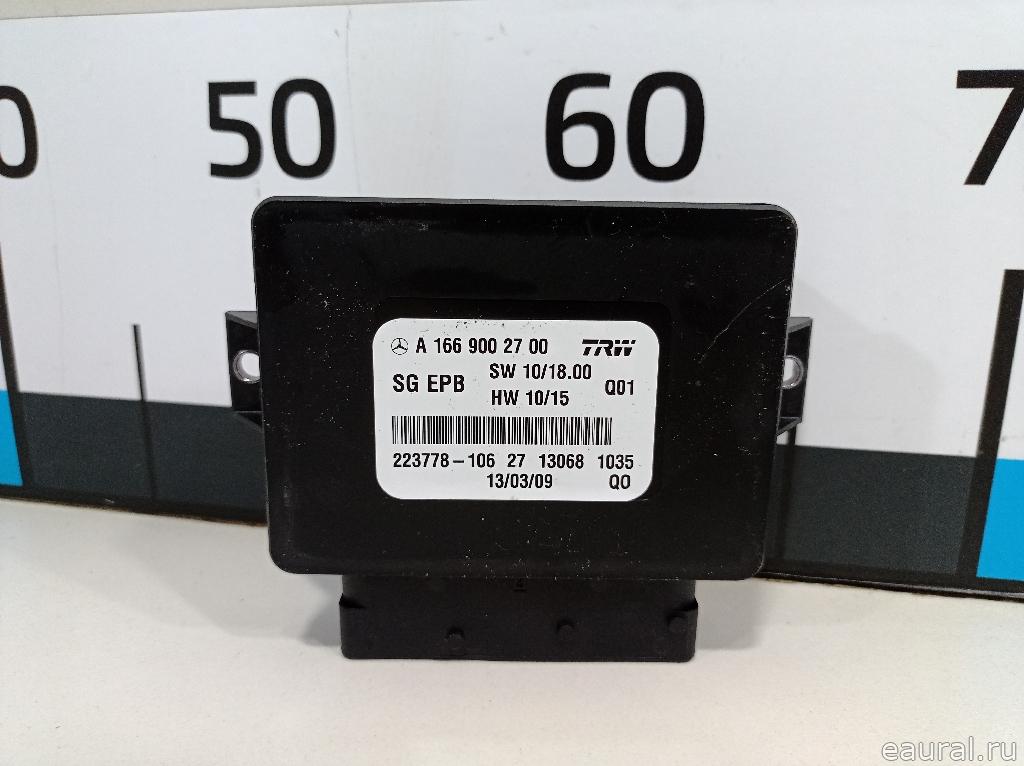 0 50 60 7
A 166 900 27 00 TRW
SG EPB SW 10/18.00 Q01
HW 10/15
223778-106 27 13068 1035
13/03/09 QO
eaural.ru